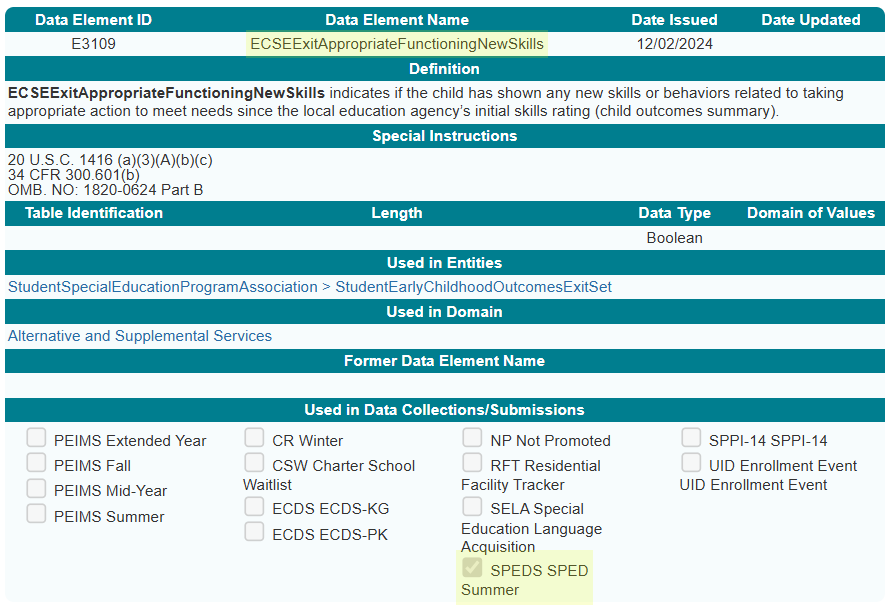 Data Element ID Data Element Name Date Issued Date Updated
E3109 ECSEExitAppropriateFunctioningNewSkills 12/02/2024
Definition
ECSEExitAppropriateFunctioningNewSkills indicates if the child has shown any new skills or behaviors related to taking
appropriate action to meet needs since the local education agency's initial skills rating (child outcomes summary).
Special Instructions
20 U.S.C. 1416 (a)(3)(A)(b)(c)
34 CFR 300.601(b)
OMB. NO: 1820-0624 Part B
Table Identification Length Data Type Domain of Values
Boolean
Used in Entities
StudentSpecialEducationProgramAssociation > StudentEarlyChildhoodOutcomesExitSet
Used in Domain
Alternative and Supplemental Services
Former Data Element Name
Used in Data Collections/Submissions
PEIMS Extended Year
PEIMS Fall
PEIMS Mid-Year
PEIMS Summer
CR Winter
CSW Charter School
Waitlist
ECDS ECDS-KG
ECDS ECDS-PK
NP Not Promoted
RFT Residential
Facility Tracker
SELA Special
Education Language
Acquisition
SPEDS SPED
Summer
SPPI-14 SPPI-14
UID Enrollment Event
UID Enrollment Event